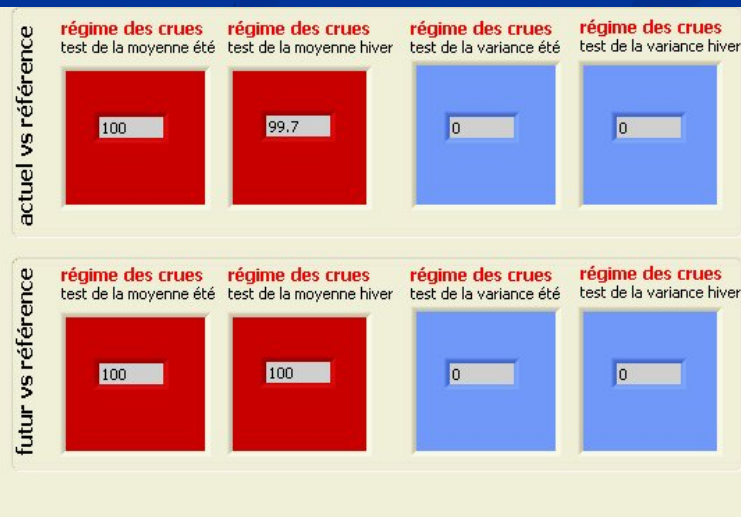 actuel vs référence
régime des crues
test de la moyenne été
100
régime des crues
test de la moyenne hiver
99.7
régime des crues
test de la variance été
0
régime des crues
test de la variance hiver
0
futur vs référence
régime des crues
test de la moyenne été
100
régime des crues
test de la moyenne hiver
100
régime des crues
test de la variance été
0
régime des crues
test de la variance hiver
0